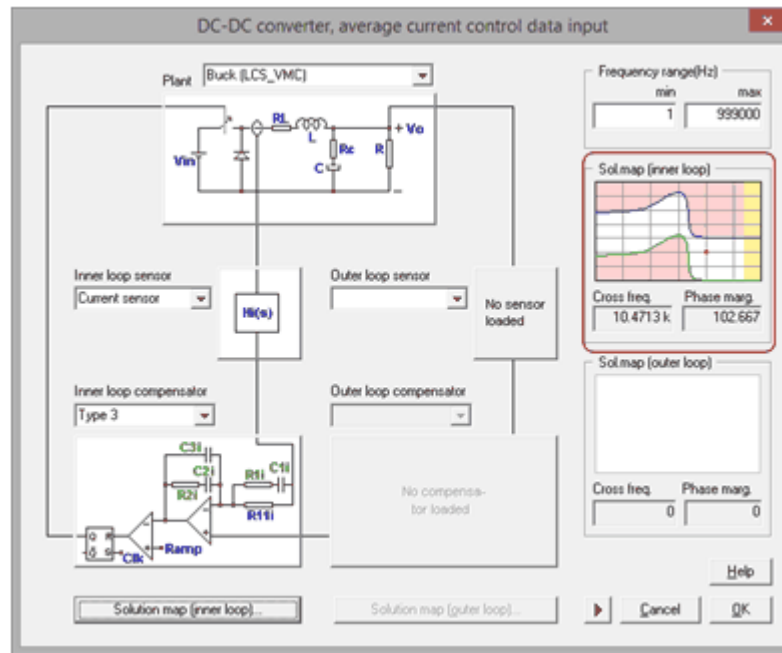 DC-DC converter, average current control data input
Plant
Buck (LCS_VMC)
RL
L
Vin
Rc
C
R
+ Vo
Frequency range(Hz)
min
max
1
999000
Sol.map (inner loop)
Cross freq.
Phase marg.
10.4713 k
102.667
Inner loop sensor
Current sensor
Hi(s)
Outer loop sensor
No sensor
loaded
Inner loop compensator
Type 3
Outer loop compensator
C3i
C2i
R2i
C1i
R1i
R11i
Q R
Q S
Clk
Ramp
No compensa-
tor loaded
Sol.map (outer loop)
Cross freq.
Phase marg.
0
0
Help
Solution map (inner loop)...
Solution map (outer loop)...
Cancel
OK